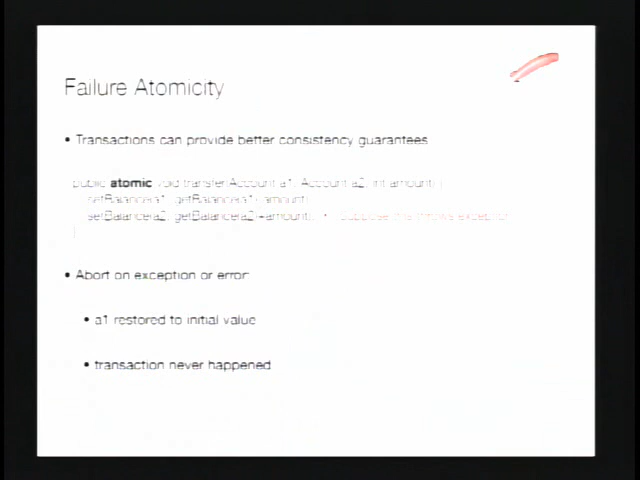 Failure Atomicity
• Transactions can provide better consistency guarantees
public atomic void transfer(Account a1, Account a2, int amount) {
setBalance(a1, getBalance(a1)-amount);
setBalance(a2, getBalance(a2)+amount); suppose this throws exception
}
• Abort on exception or error:
• a1 restored to initial value
• transaction never happened